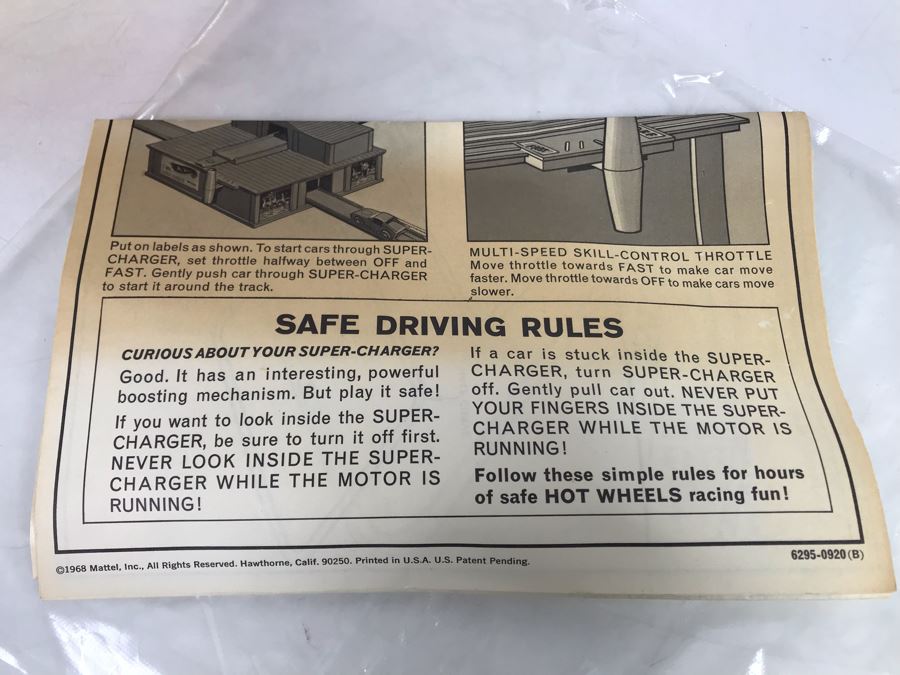 Put on labels as shown. To start cars through SUPER-
CHARGER, set throttle halfway between OFF and
FAST. Gently push car through SUPER-CHARGER
to start it around the track.
MULTI-SPEED SKILL-CONTROL THROTTLE
Move throttle towards FAST to make car move
faster. Move throttle towards OFF to make cars move
slower.
SAFE DRIVING RULES
CURIOUS ABOUT YOUR SUPER-CHARGER?
Good. It has an interesting, powerful
boosting mechanism. But play it safe!
If you want to look inside the SUPER-
CHARGER, be sure to turn it off first.
NEVER LOOK INSIDE THE SUPER-
CHARGER WHILE THE MOTOR IS
RUNNING!
If a car is stuck inside the SUPER-
CHARGER, turn SUPER-CHARGER
off. Gently pull car out. NEVER PUT
YOUR FINGERS INSIDE THE SUPER-
CHARGER WHILE THE MOTOR IS
RUNNING!
Follow these simple rules for hours
of safe HOT WHEELS racing fun!
©1968 Mattel, Inc., All Rights Reserved. Hawthorne, Calif. 90250. Printed in U.S.A. U.S. Patent Pending.
6295-0920 (B)